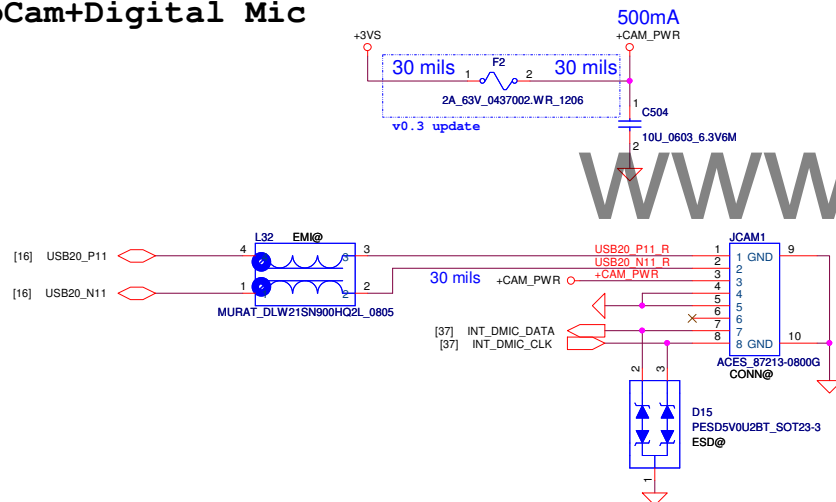 oCam+Digital Mic
500mA
+3VS
+CAM_PWR
30 mils
1
F2
2
30 mils
2A_63V_0437002.WR_1206
v0.3 update
1
C504
10U_0603_6.3V6M
2
WWW
L32
EMI@
JCAM1
[16]
USB20_P11
4
3
3
USB20_P11_R
1
1
GND
9
USB20_N11_R
2
2
[16]
USB20_N11
1
2
2
30 mils
+CAM_PWR
+CAM_PWR
3
3
4
4
MURAT_DLW21SN900HQ2L_0805
5
5
6
6
[37]
INT_DMIC_DATA
7
7
[37]
INT_DMIC_CLK
8
8
GND
10
ACES_87213-0800G
CONN@
2
3
D15
PESD5V0U2BT_SOT23-3
ESD@
1